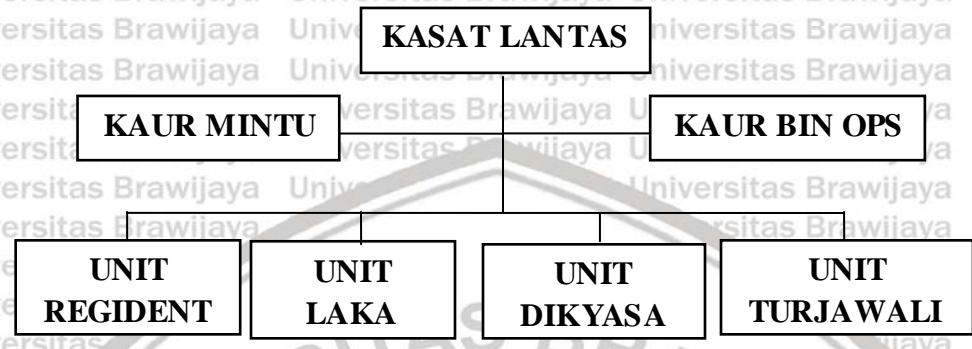 KASAT LANTAS
KAUR MINTU
KAUR BIN OPS
UNIT
REGIDENT
UNIT
LAKA
UNIT
DIKYASA
UNIT
TURJAWALI